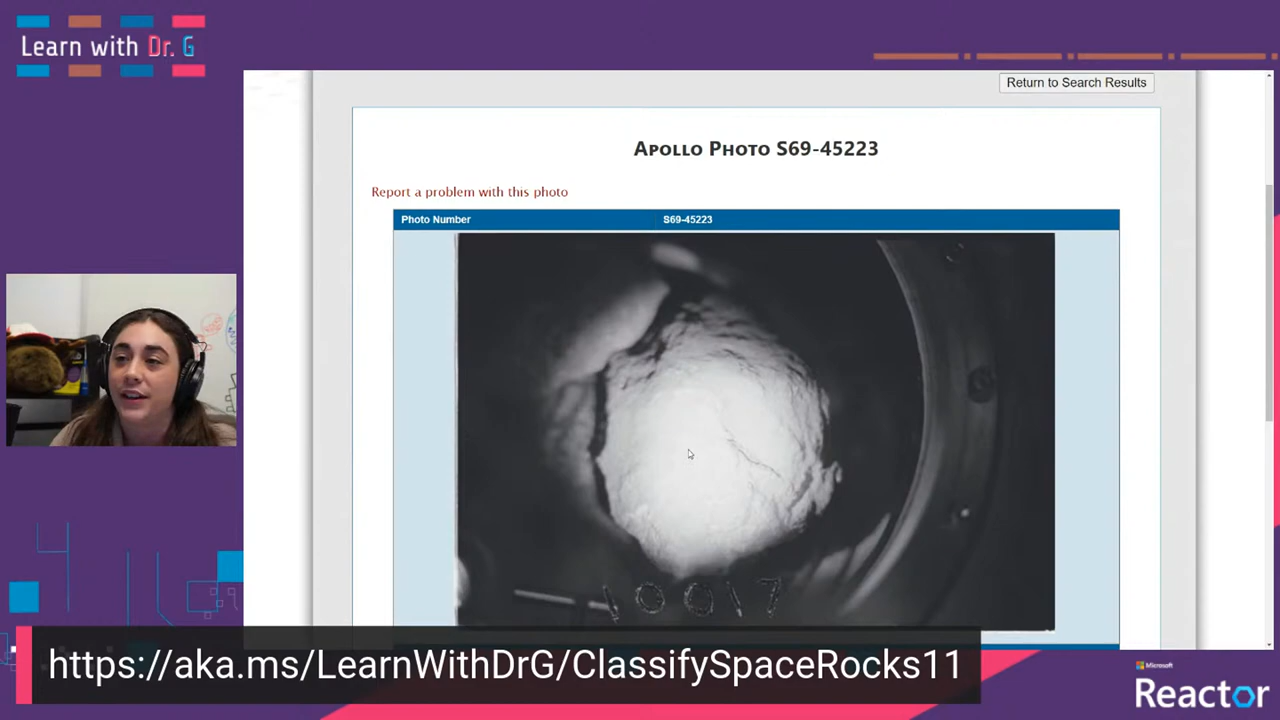 Learn with Dr. G
Return to Search Results
Apollo Photo S69-45223
Report a problem with this photo
Photo Number S69-45223
10017
https://aka.ms/LearnWithDrG/ClassifySpaceRocks11
Microsoft
Reactor